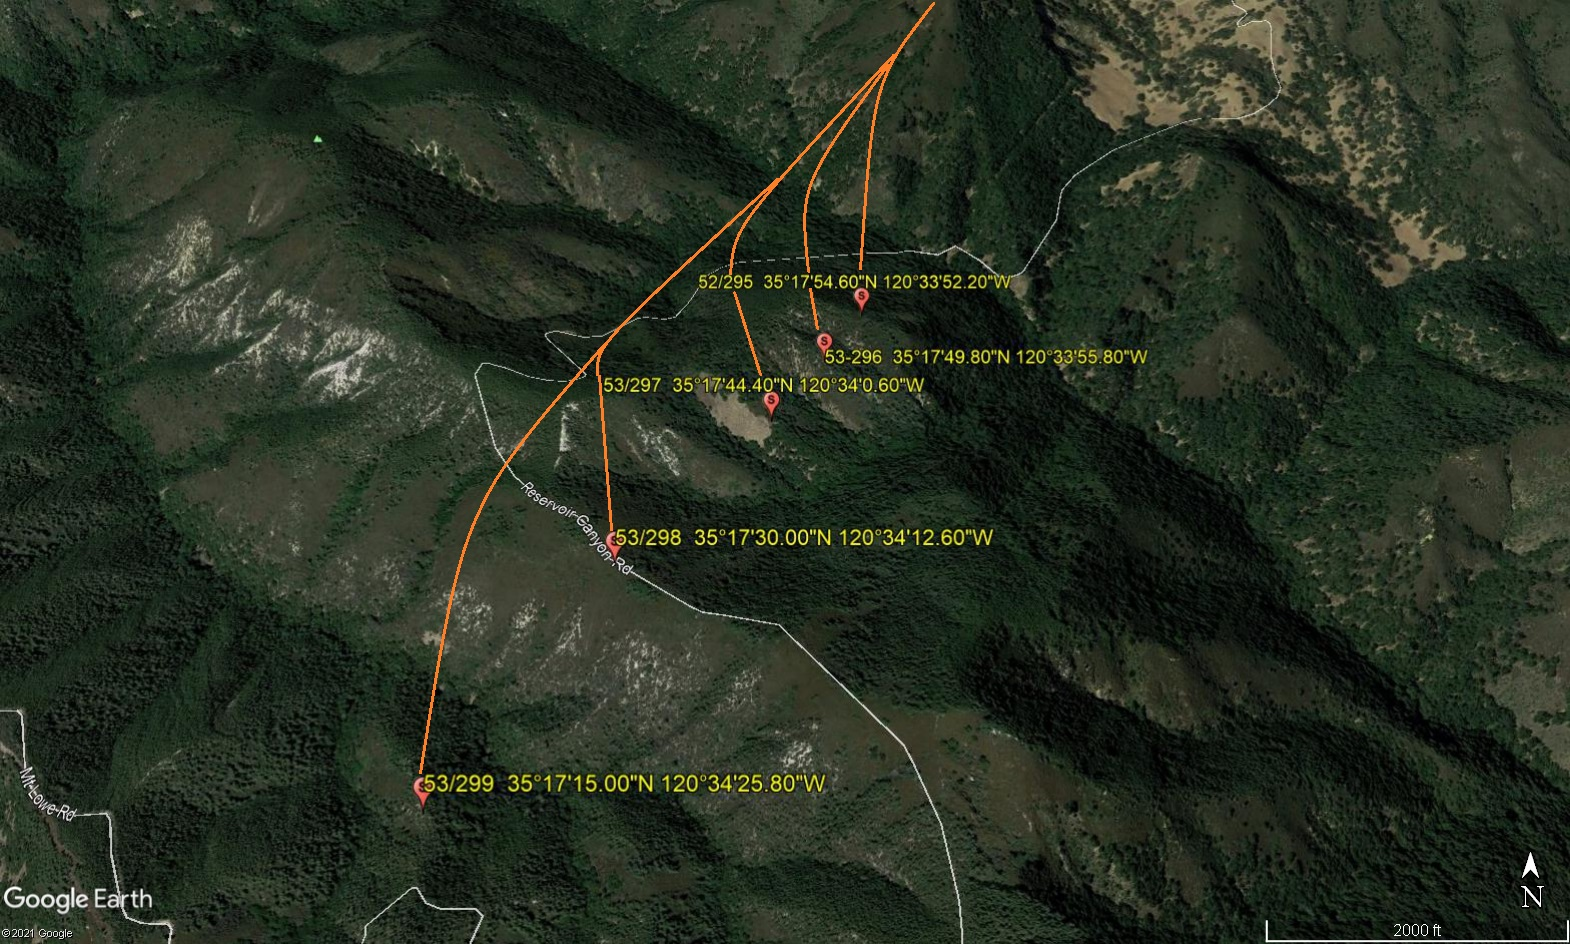 52/295 35°17'54.60"N 120°33'52.20"W
S
S
53-296 35°17'49.80"N 120°33'55.80"W
53/297 35°17'44.40"N 120°34'0.60"W
S
Reservoir Canyon Rd
53/298 35°17'30.00"N 120°34'12.60"W
Mt Lowe Rd
53/299 35°17'15.00"N 120°34'25.80"W
Google Earth
N
©2021 Google
2000 ft